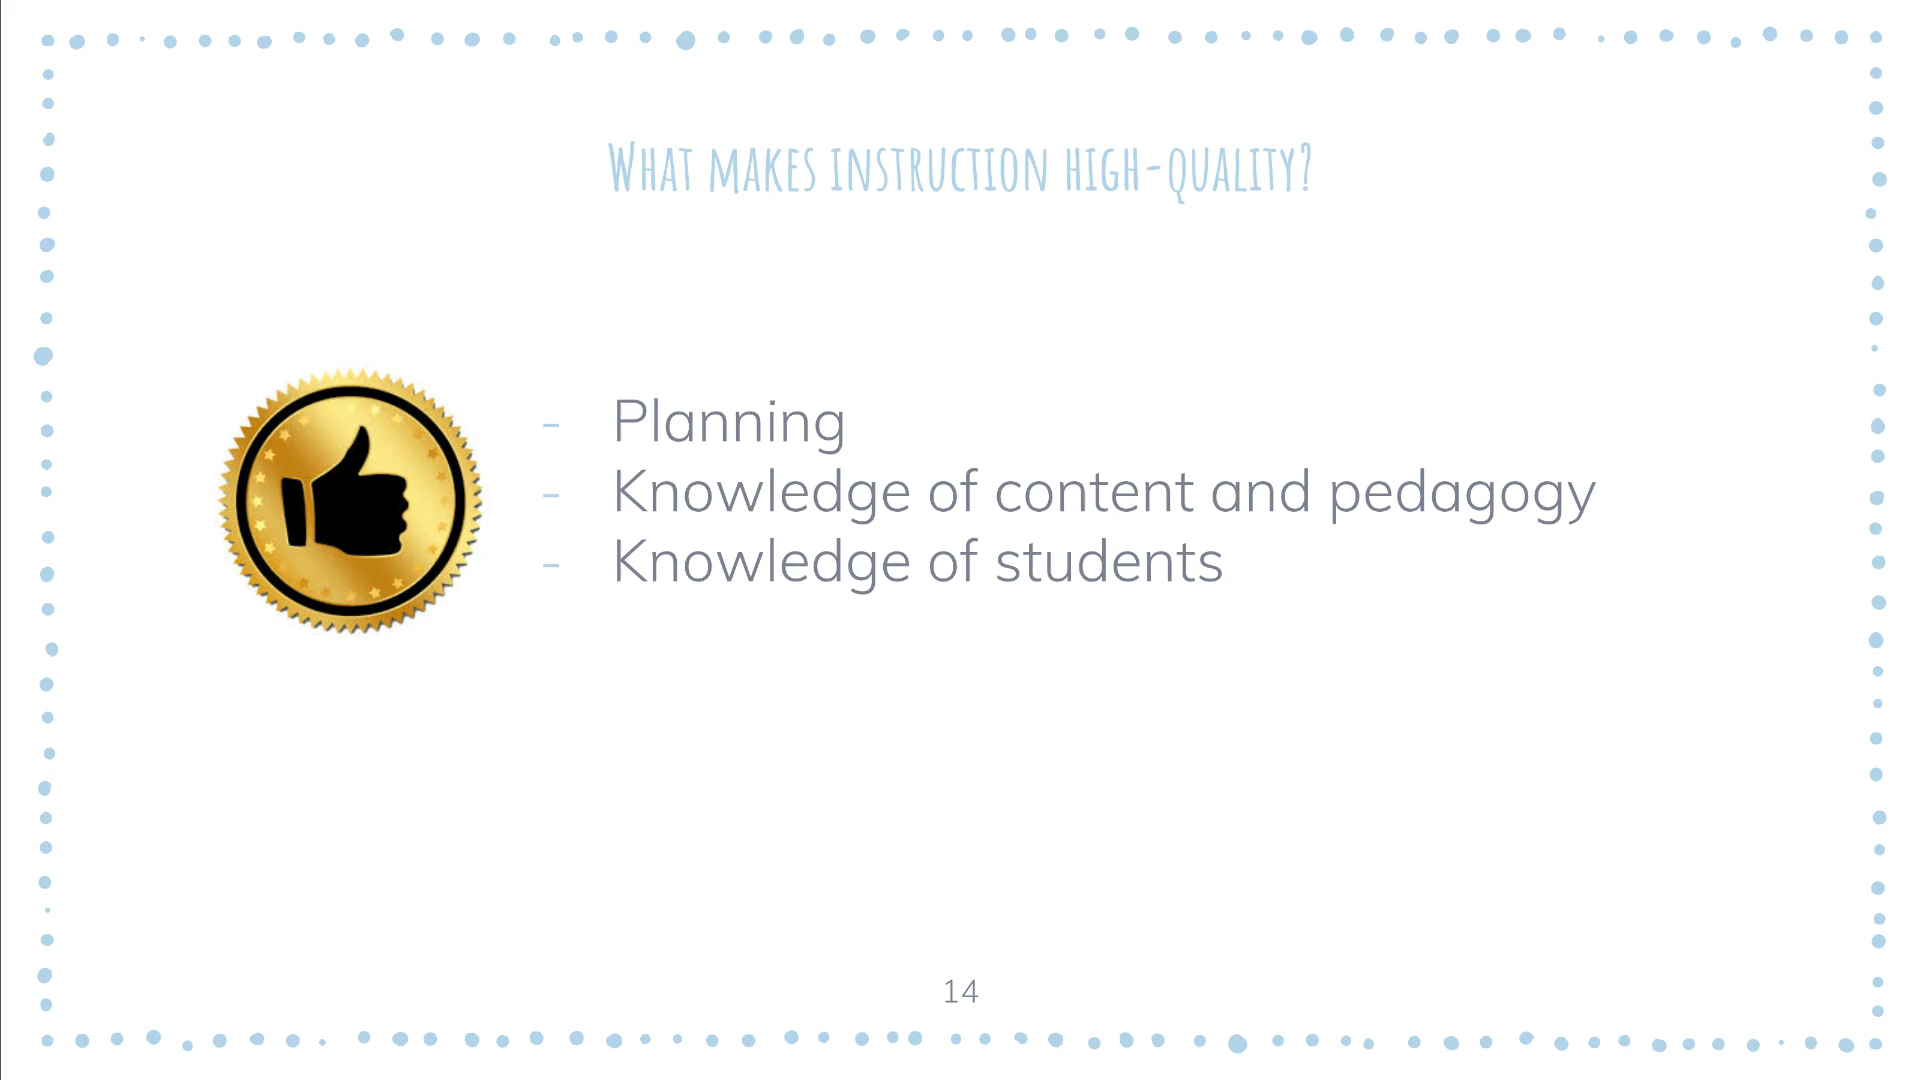 What makes instruction high-quality?
- Planning
- Knowledge of content and pedagogy
- Knowledge of students
14